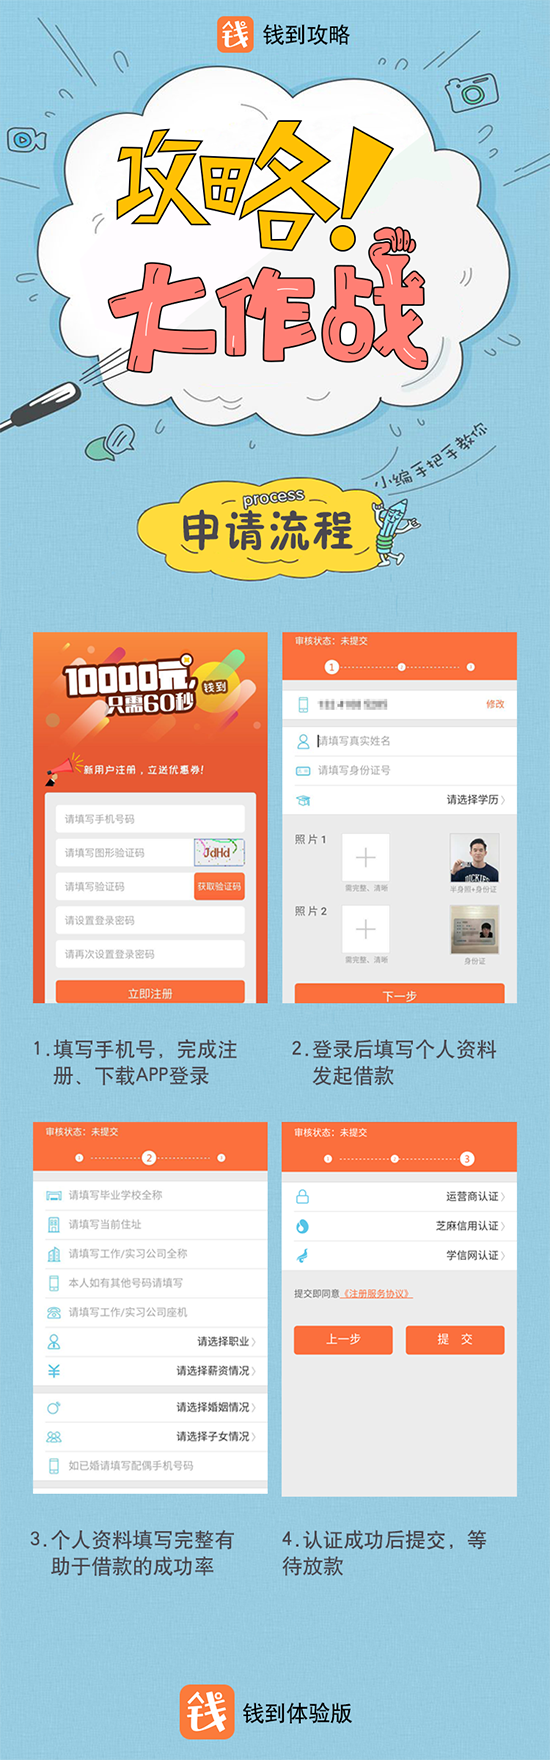 钱到攻略
攻略!
大作战
小编手把手教你
process
申请流程
10000元,
只需60秒
钱到
新用户注册，立送优惠券!
请填写手机号码
请填写图形验证码
JdHd
请填写验证码
获取验证码
请设置登录密码
请再次设置登录密码
立即注册
审核状态：未提交
1
2
3
修改
请填写真实姓名
请填写身份证号
请选择学历
照片1
需完整、清晰
半身照+身份证
照片2
需完整、清晰
身份证
下一步
1.填写手机号，完成注
册、下载APP登录
2.登录后填写个人资料
发起借款
审核状态：未提交
1
2
3
请填写毕业学校全称
请填写当前住址
请填写工作/实习公司全称
本人如有其他号码请填写
请填写工作/实习公司座机
请选择职业
请选择薪资情况
请选择婚姻情况
请选择子女情况
如已婚请填写配偶手机号码
审核状态：未提交
1
2
3
运营商认证
芝麻信用认证
学信网认证
提交即同意《注册服务协议》
上一步
提 交
3.个人资料填写完整有
助于借款的成功率
4.认证成功后提交，等
待放款
钱到体验版